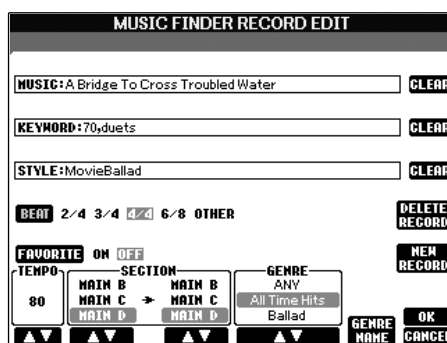 MUSIC FINDER RECORD EDIT
MUSIC:A Bridge To Cross Troubled Water
CLEAR
KEYWORD:70,duets
CLEAR
STYLE:MovieBallad
CLEAR
BEAT 2/4 3/4 4/4 6/8 OTHER
DELETE RECORD
FAVORITE ON OFF
NEW RECORD
TEMPO SECTION GENRE
MAIN B MAIN B ANY
80 MAIN C → MAIN C All Time Hits
MAIN D MAIN D Ballad
GENRE NAME
OK
CANCEL